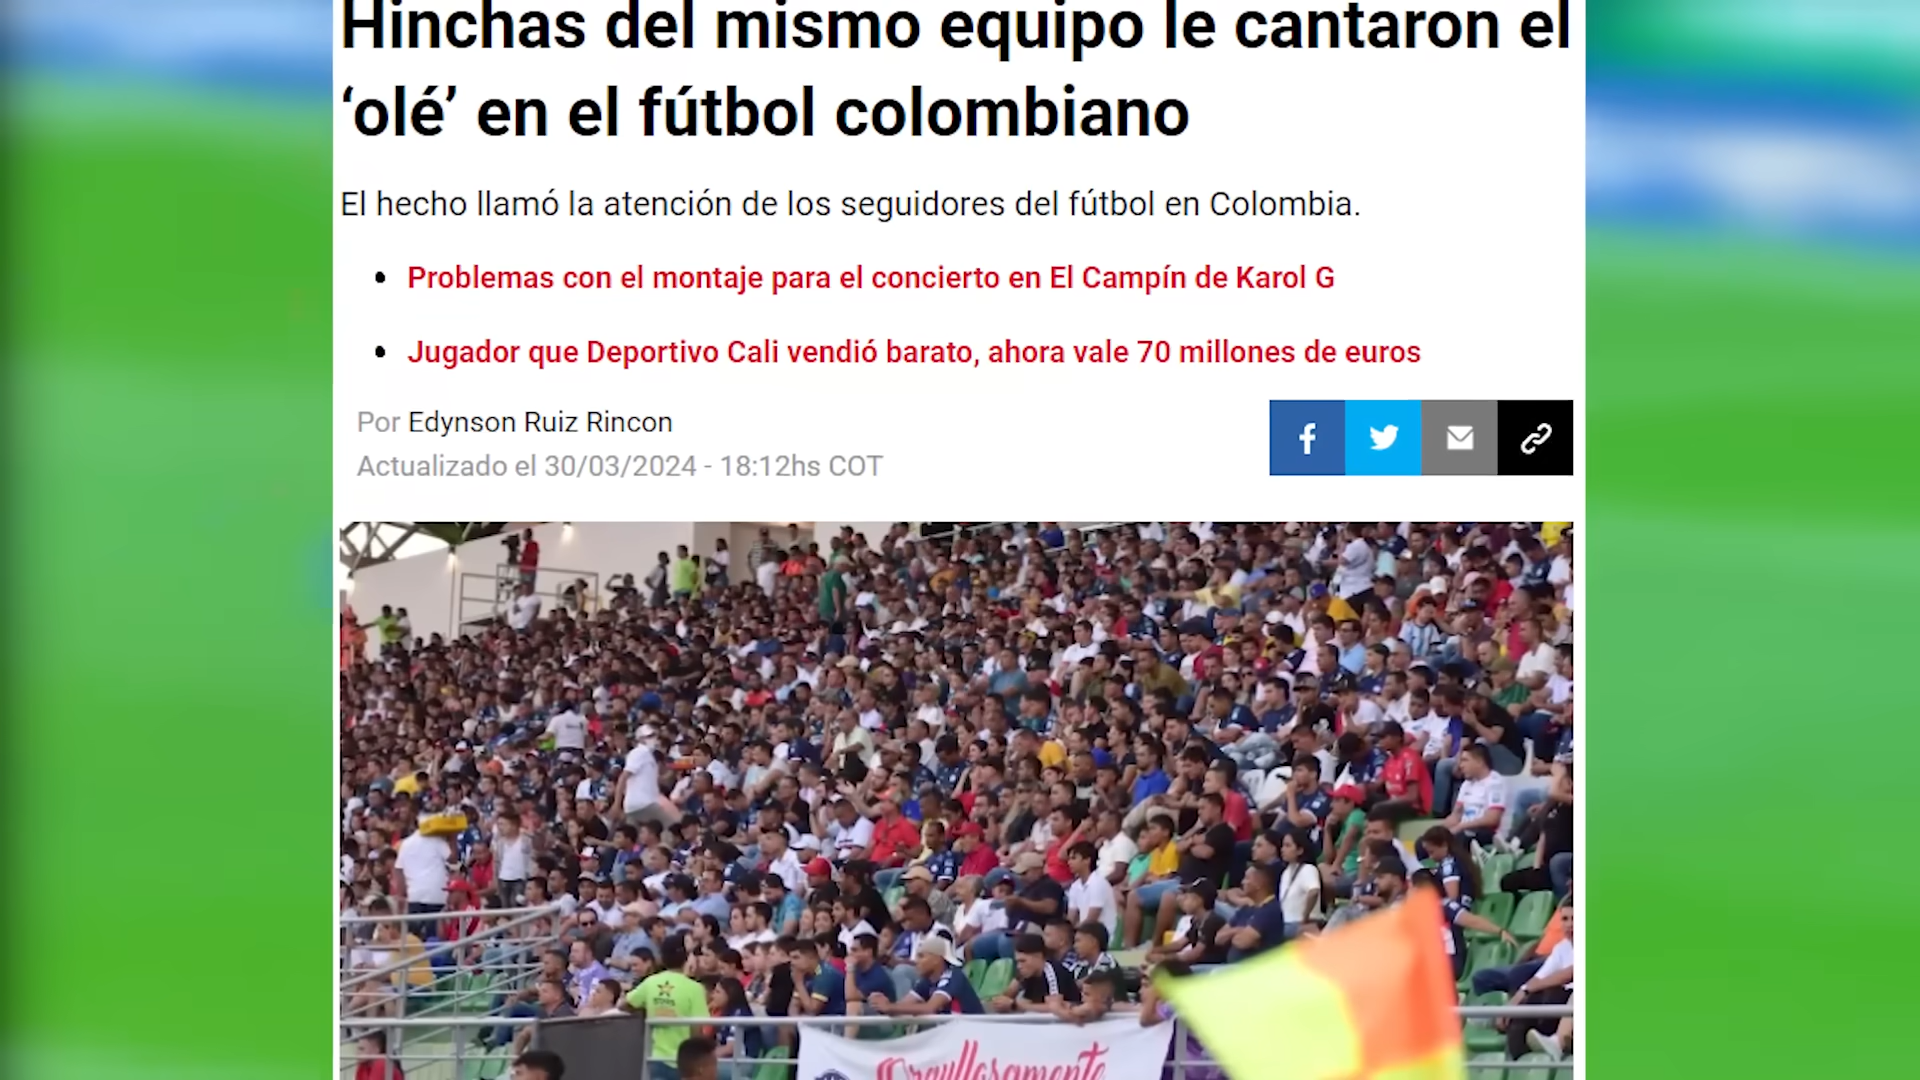 Hinchas del mismo equipo le cantaron el
‘olé’ en el fútbol colombiano
El hecho llamó la atención de los seguidores del fútbol en Colombia.
• Problemas con el montaje para el concierto en El Campín de Karol G
• Jugador que Deportivo Cali vendió barato, ahora vale 70 millones de euros
Por Edynson Ruiz Rincon
Actualizado el 30/03/2024 - 18:12hs COT
Orgullosamente